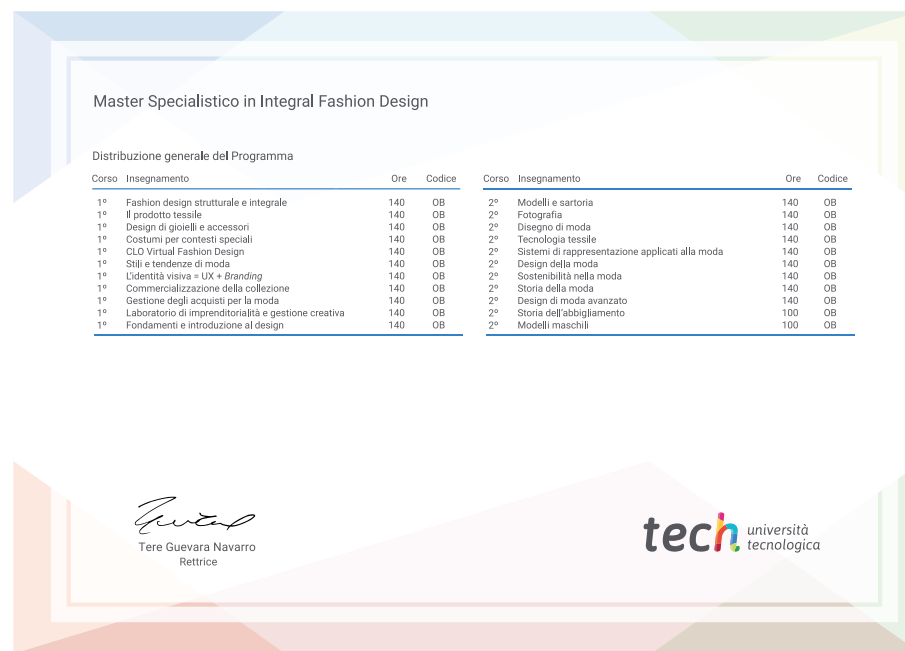 Master Specialistico in Integral Fashion Design
Distribuzione generale del Programma
Corso Insegnamento Ore Codice
1º Fashion design strutturale e integrale 140 OB
1º Il prodotto tessile 140 OB
1º Design di gioielli e accessori 140 OB
1º Costumi per contesti speciali 140 OB
1º CLO Virtual Fashion Design 140 OB
1º Stili e tendenze di moda 140 OB
1º L'identità visiva = UX + Branding 140 OB
1º Commercializzazione della collezione 140 OB
1º Gestione degli acquisti per la moda 140 OB
1º Laboratorio di imprenditorialità e gestione creativa 140 OB
1º Fondamenti e introduzione al design 140 OB
Corso Insegnamento Ore Codice
2º Modelli e sartoria 140 OB
2º Fotografia 140 OB
2º Disegno di moda 140 OB
2º Tecnologia tessile 140 OB
2º Sistemi di rappresentazione applicati alla moda 140 OB
2º Design della moda 140 OB
2º Sostenibilità nella moda 140 OB
2º Storia della moda 140 OB
2º Design di moda avanzato 140 OB
2º Storia dell'abbigliamento 100 OB
2º Modelli maschili 100 OB
Tere Guevara Navarro
Rettrice
tech università
tecnologica